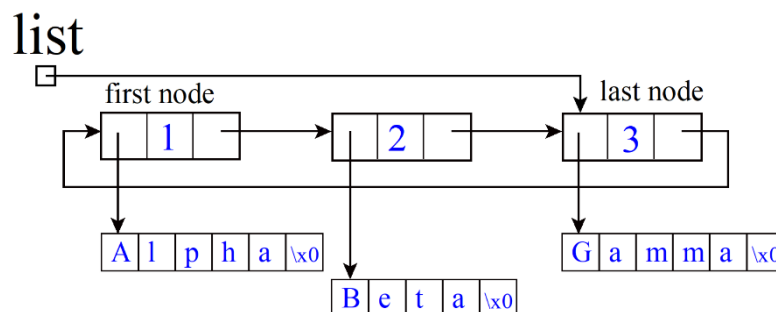 list
first node
last node
1 2 3
A l p h a \x0
G a m m a \x0
B e t a \x0